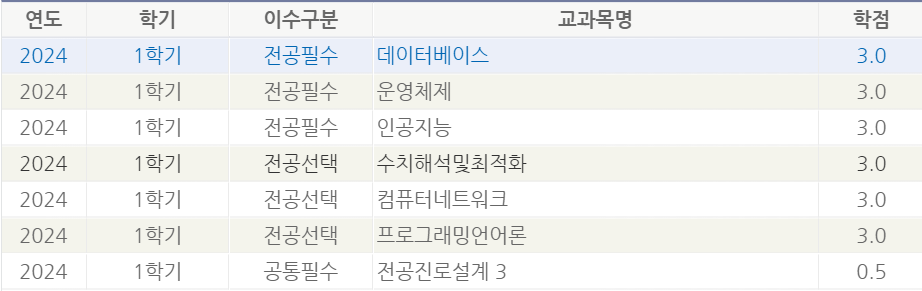 연도 학기 이수구분 교과목명 학점
2024 1학기 전공필수 데이터베이스 3.0
2024 1학기 전공필수 운영체제 3.0
2024 1학기 전공필수 인공지능 3.0
2024 1학기 전공선택 수치해석및최적화 3.0
2024 1학기 전공선택 컴퓨터네트워크 3.0
2024 1학기 전공선택 프로그래밍언어론 3.0
2024 1학기 공통필수 전공진로설계 3 0.5